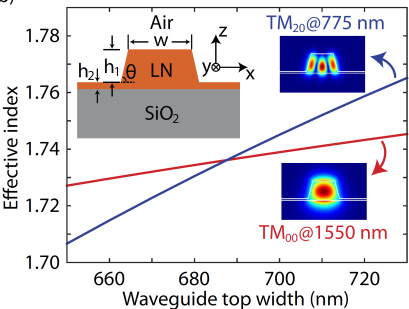 b)
Effective index
1.78
1.76
1.74
1.72
1.70
660
680
700
720
Waveguide top width (nm)
Air
w
h₁
h₂
θ
LN
SiO₂
z
y
x
TM₂₀@775 nm
TM₀₀@1550 nm